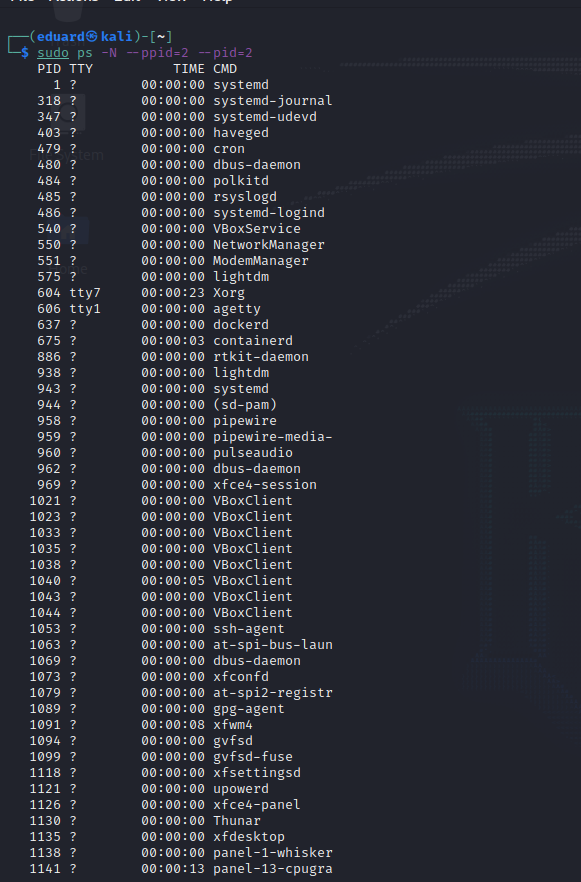 ┌──(eduard㉿kali)-[~]
└─$ sudo ps -N --ppid=2 --pid=2
PID TTY TIME CMD
1 ? 00:00:00 systemd
318 ? 00:00:00 systemd-journal
347 ? 00:00:00 systemd-udevd
403 ? 00:00:00 haveged
479 ? 00:00:00 cron
480 ? 00:00:00 dbus-daemon
484 ? 00:00:00 polkitd
485 ? 00:00:00 rsyslogd
486 ? 00:00:00 systemd-logind
540 ? 00:00:00 VBoxService
550 ? 00:00:00 NetworkManager
551 ? 00:00:00 ModemManager
575 ? 00:00:00 lightdm
604 tty7 00:00:23 Xorg
606 tty1 00:00:00 agetty
637 ? 00:00:00 dockerd
675 ? 00:00:03 containerd
886 ? 00:00:00 rtkit-daemon
938 ? 00:00:00 lightdm
943 ? 00:00:00 systemd
944 ? 00:00:00 (sd-pam)
958 ? 00:00:00 pipewire
959 ? 00:00:00 pipewire-media-
960 ? 00:00:00 pulseaudio
962 ? 00:00:00 dbus-daemon
969 ? 00:00:00 xfce4-session
1021 ? 00:00:00 VBoxClient
1023 ? 00:00:00 VBoxClient
1033 ? 00:00:00 VBoxClient
1035 ? 00:00:00 VBoxClient
1038 ? 00:00:00 VBoxClient
1040 ? 00:00:05 VBoxClient
1043 ? 00:00:00 VBoxClient
1044 ? 00:00:00 VBoxClient
1053 ? 00:00:00 ssh-agent
1063 ? 00:00:00 at-spi-bus-laun
1069 ? 00:00:00 dbus-daemon
1073 ? 00:00:00 xfconfd
1079 ? 00:00:00 at-spi2-registr
1089 ? 00:00:00 gpg-agent
1091 ? 00:00:08 xfwm4
1094 ? 00:00:00 gvfsd
1099 ? 00:00:00 gvfsd-fuse
1118 ? 00:00:00 xfsettingsd
1121 ? 00:00:00 upowerd
1126 ? 00:00:00 xfce4-panel
1130 ? 00:00:00 Thunar
1135 ? 00:00:00 xfdesktop
1138 ? 00:00:00 panel-1-whisker
1141 ? 00:00:13 panel-13-cpugra